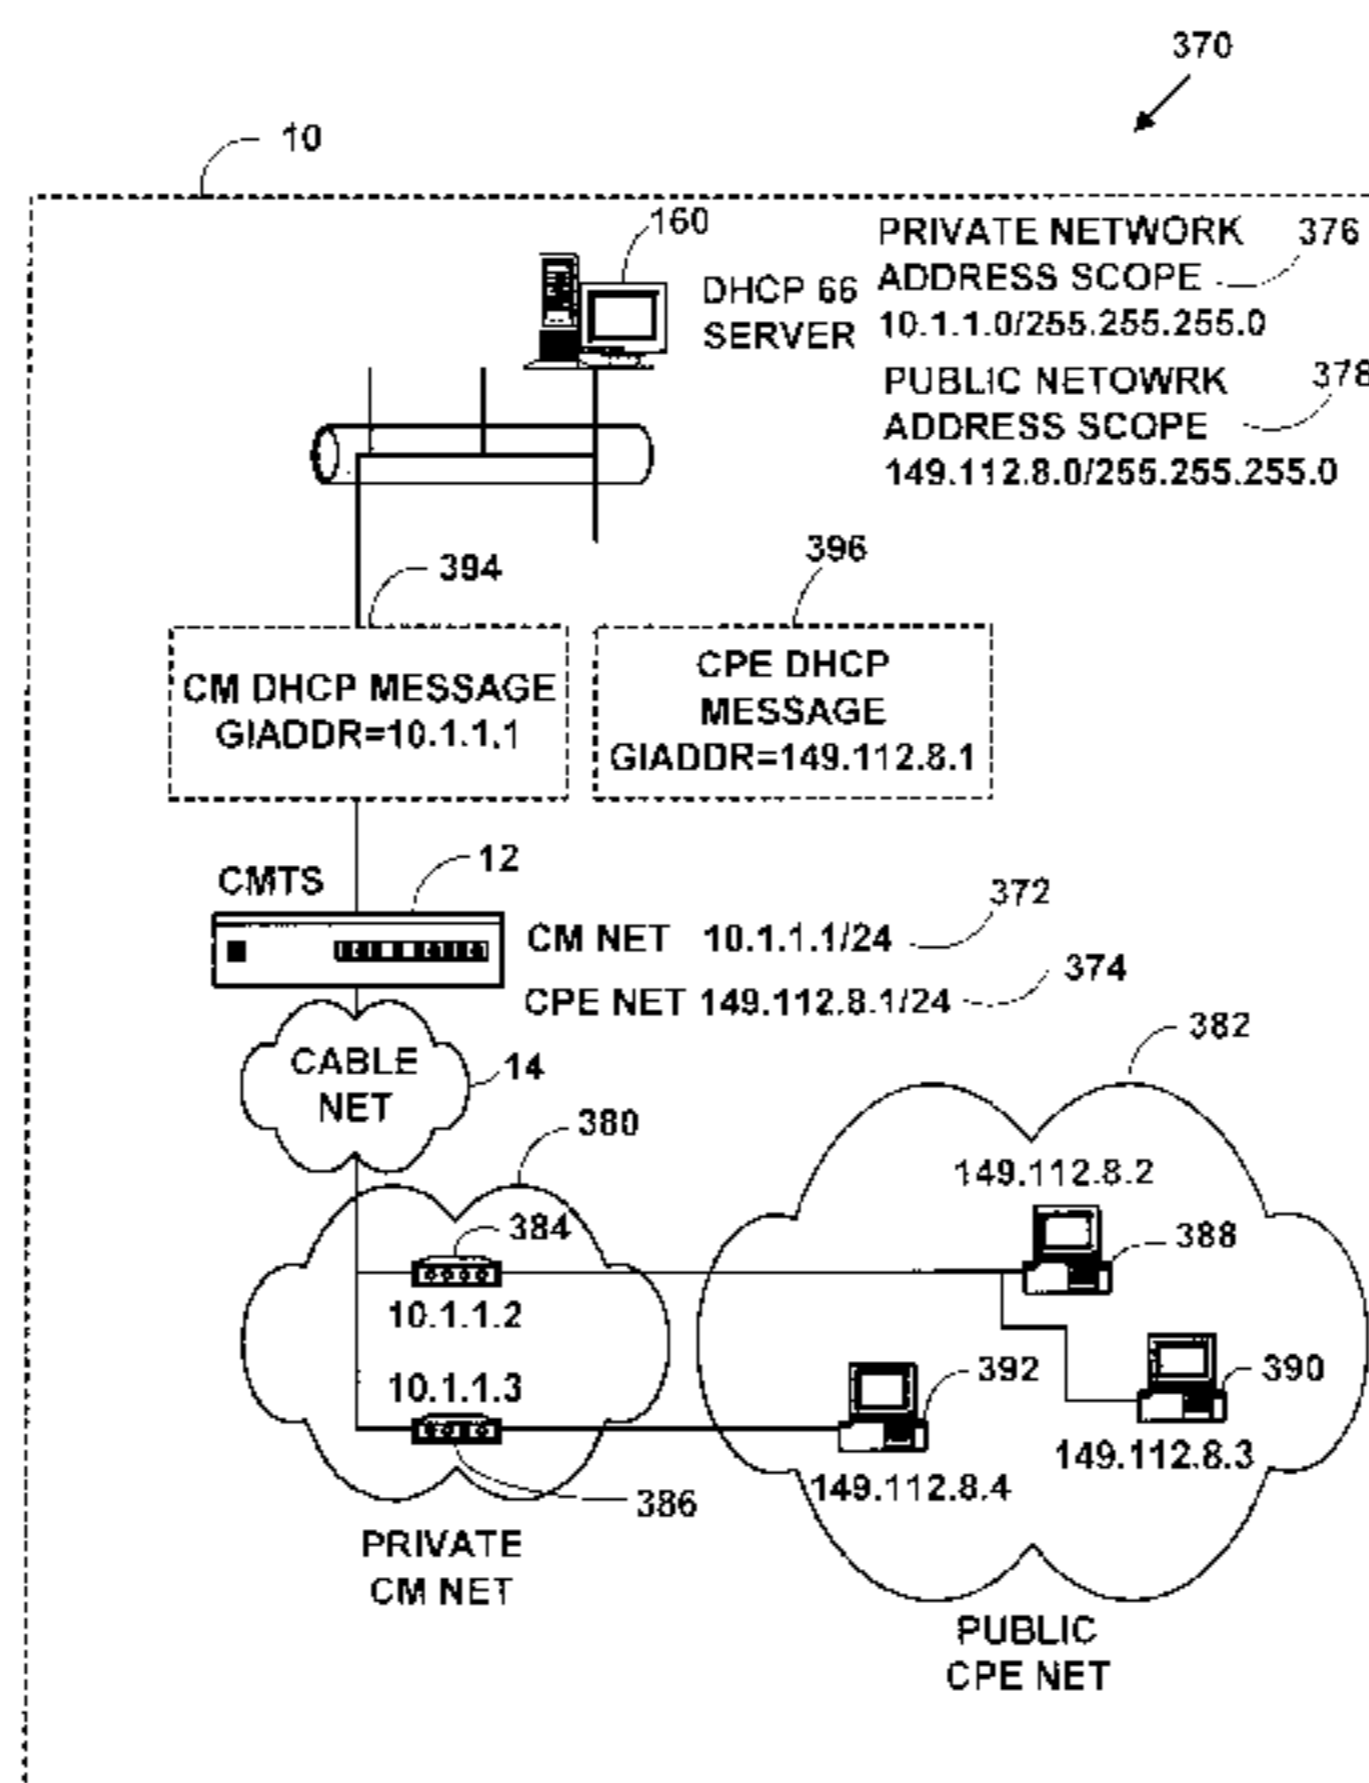 370
10
160
PRIVATE NETWORK 376
DHCP 66 ADDRESS SCOPE
SERVER 10.1.1.0/255.255.255.0
PUBLIC NETOWRK 378
ADDRESS SCOPE
149.112.8.0/255.255.255.0
394
396
CM DHCP MESSAGE
GIADDR=10.1.1.1
CPE DHCP
MESSAGE
GIADDR=149.112.8.1
CMTS
12
372
CM NET 10.1.1.1/24
374
CPE NET 149.112.8.1/24
382
CABLE
NET
14
380
149.112.8.2
384
388
10.1.1.2
10.1.1.3
392
390
149.112.8.3
149.112.8.4
386
PRIVATE
CM NET
PUBLIC
CPE NET